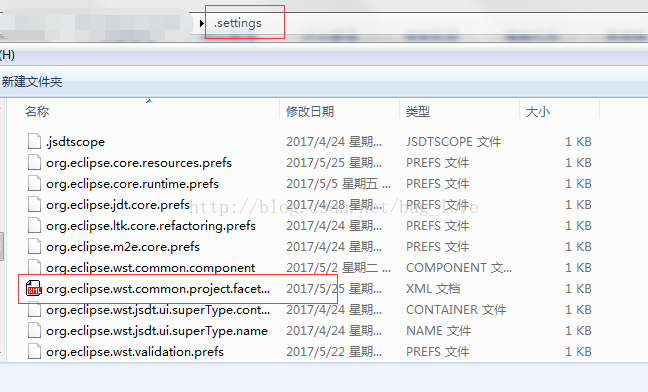 .settings
(H)
新建文件夹
名称 修改日期 类型 大小
.jsdtscope 2017/4/24 星期... JSDTSCOPE 文件 1 KB
org.eclipse.core.resources.prefs 2017/5/25 星期... PREFS 文件 1 KB
org.eclipse.core.runtime.prefs 2017/5/5 星期五 ... PREFS 文件 1 KB
org.eclipse.jdt.core.prefs 2017/4/28 星期... PREFS 文件 1 KB
http://blog.csdn.net/bug_love
org.eclipse.ltk.core.refactoring.prefs 2017/4/24 星期... PREFS 文件 1 KB
org.eclipse.m2e.core.prefs 2017/4/24 星期... PREFS 文件 1 KB
org.eclipse.wst.common.component 2017/5/2 星期二 ... COMPONENT 文... 1 KB
org.eclipse.wst.common.project.facet... 2017/5/25 星期... XML 文档 1 KB
org.eclipse.wst.jsdt.ui.superType.cont... 2017/4/24 星期... CONTAINER 文件 1 KB
org.eclipse.wst.jsdt.ui.superType.name 2017/4/24 星期... NAME 文件 1 KB
org.eclipse.wst.validation.prefs 2017/5/22 星期... PREFS 文件 1 KB